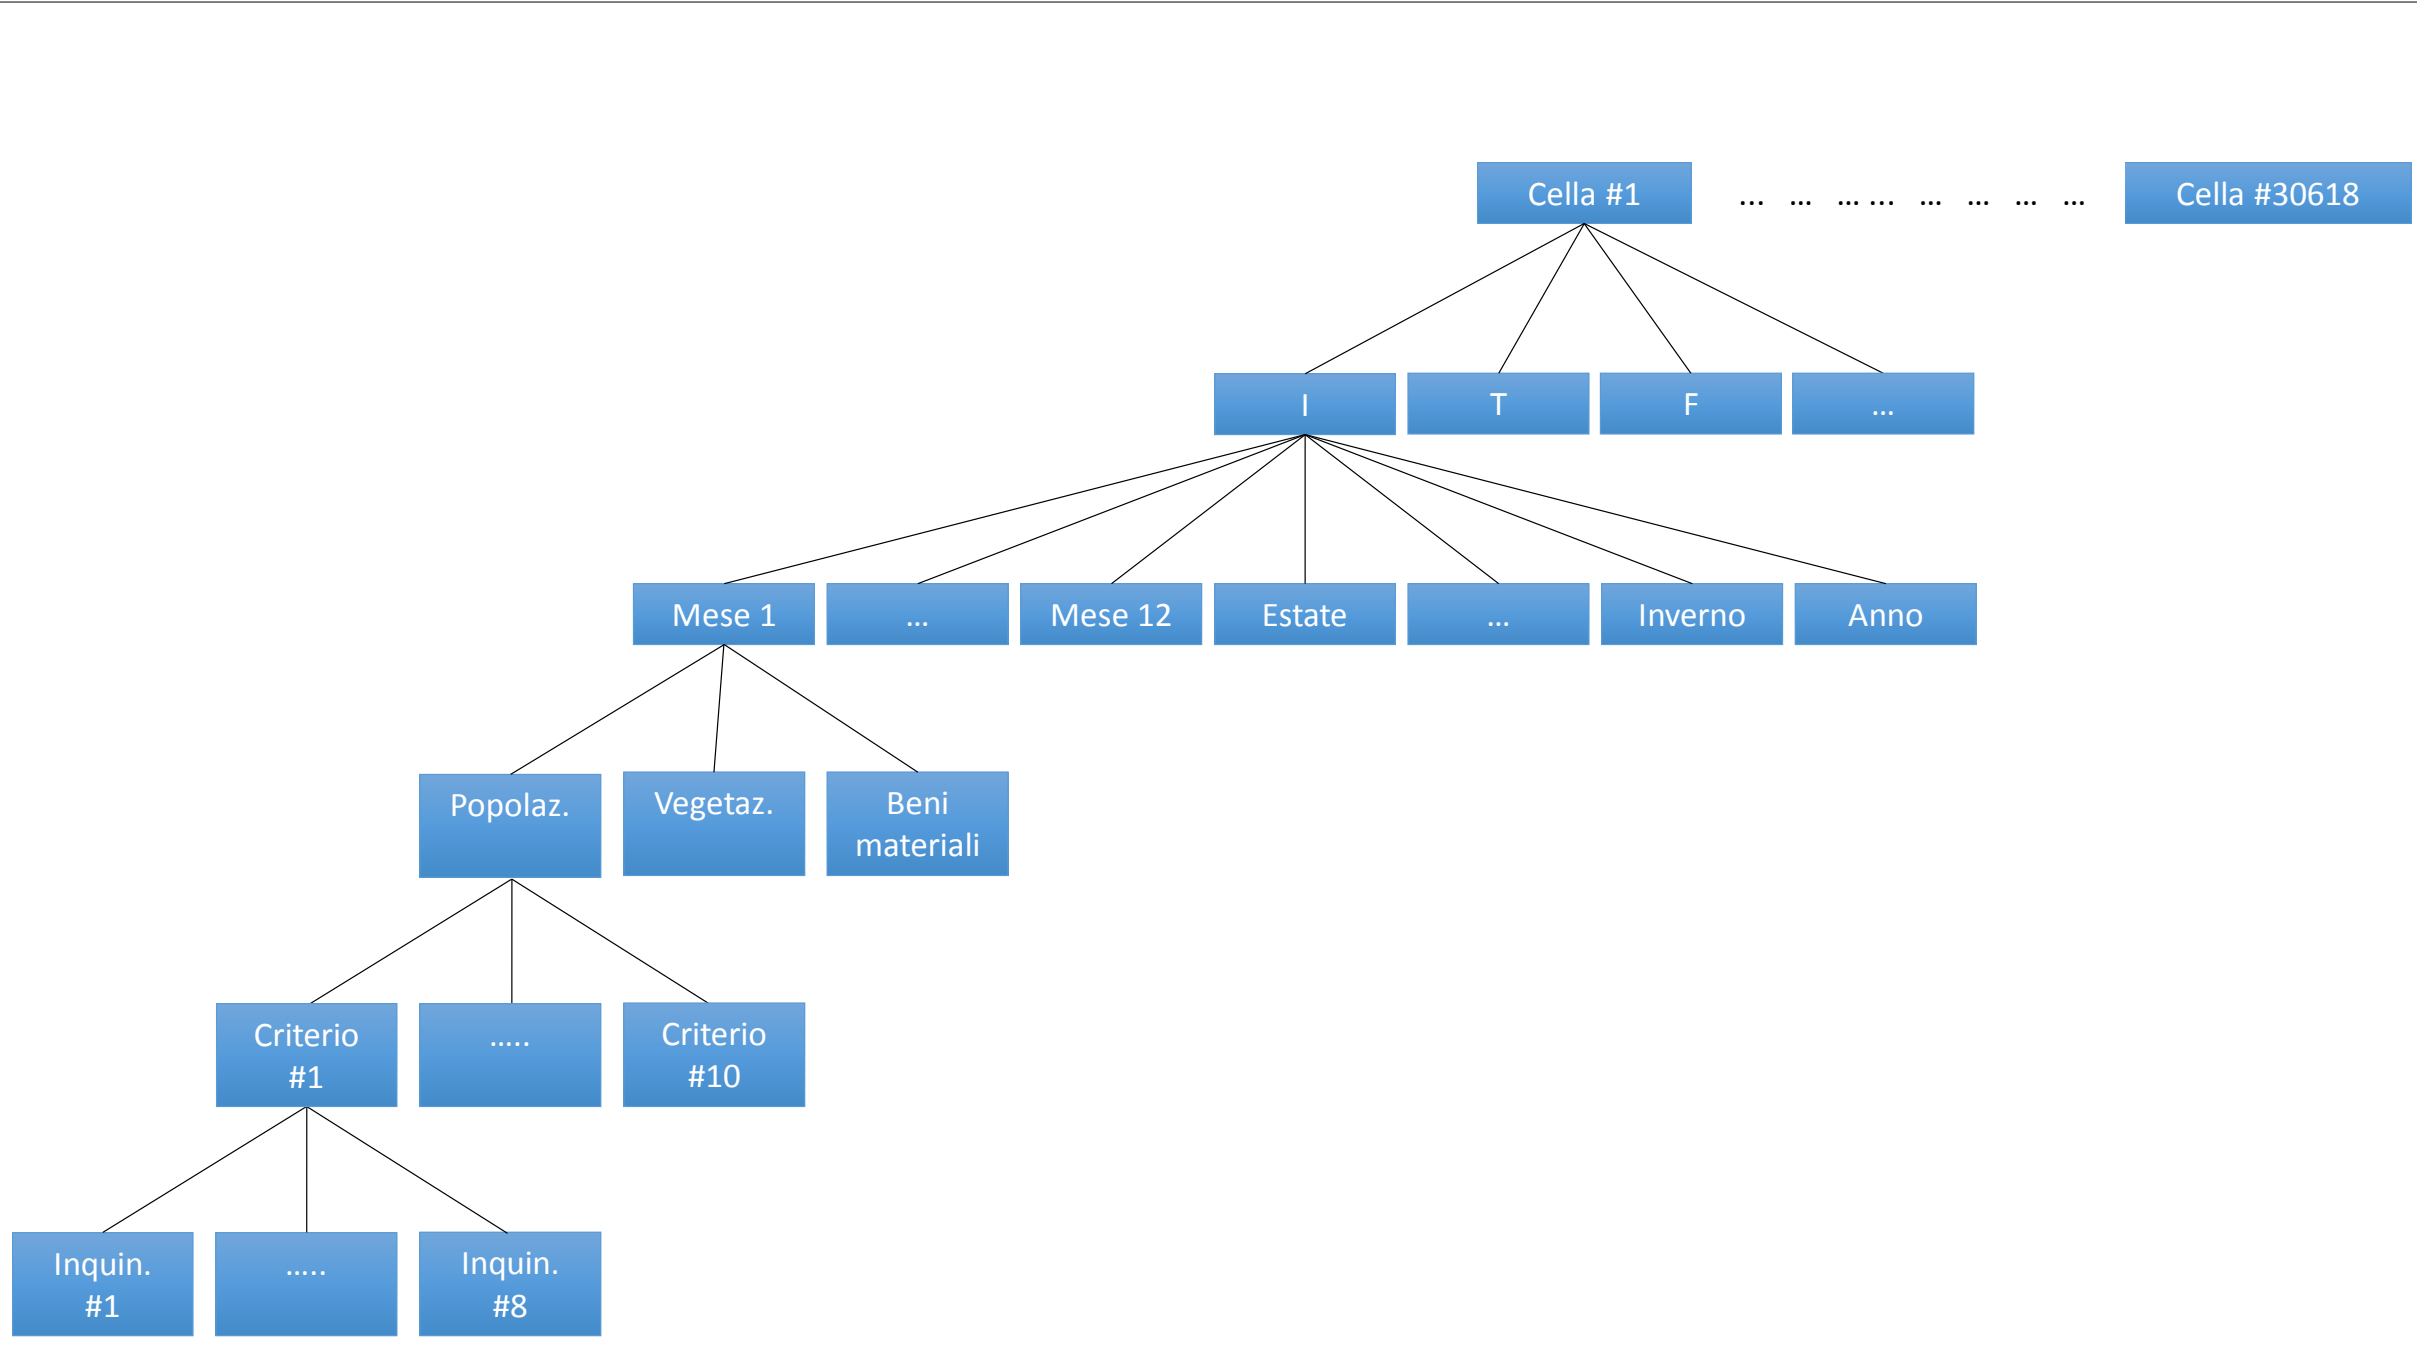 Cella #1 ... ... ... ... ... ... ... ... Cella #30618
I T F ...
Mese 1 ... Mese 12 Estate ... Inverno Anno
Popolaz. Vegetaz. Beni
materiali
Criterio ..... Criterio
#1 #10
Inquin. ..... Inquin.
#1 #8